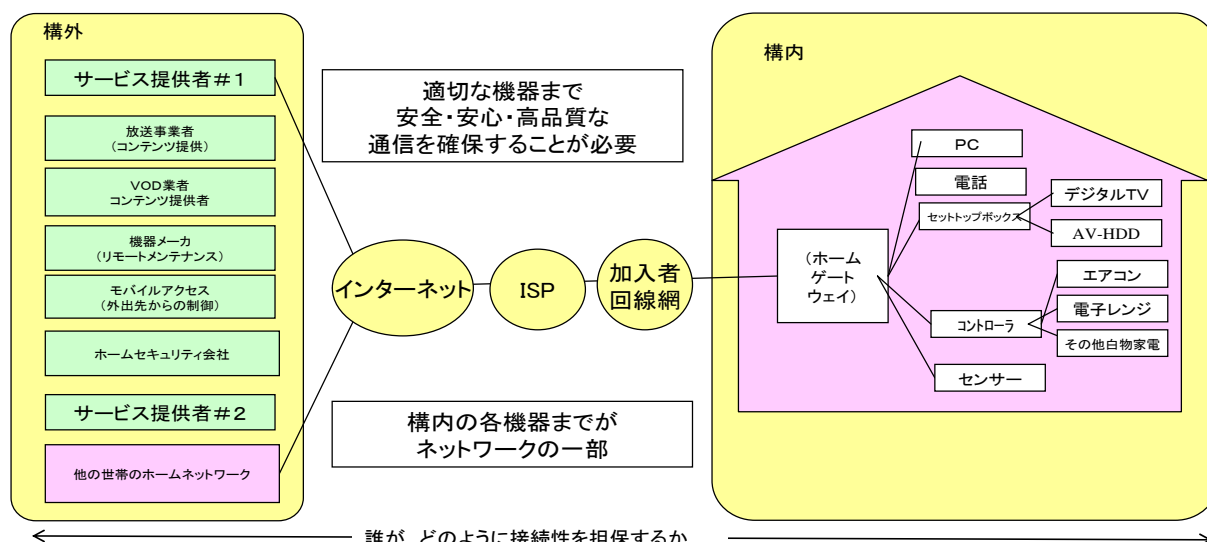 構外
サービス提供者＃１
放送事業者
(コンテンツ提供)
VOD業者
コンテンツ提供者
機器メーカ
(リモートメンテナンス)
モバイルアクセス
(外出先からの制御)
ホームセキュリティ会社
サービス提供者＃２
他の世帯のホームネットワーク
適切な機器まで
安全・安心・高品質な
通信を確保することが必要
インターネット
ISP
加入者
回線網
構内の各機器までが
ネットワークの一部
構内
(ホーム
ゲート
ウェイ)
PC
電話
セットトップボックス
デジタルTV
AV-HDD
コントローラ
エアコン
電子レンジ
その他白物家電
センサー
誰が、どのように接続性を担保するか